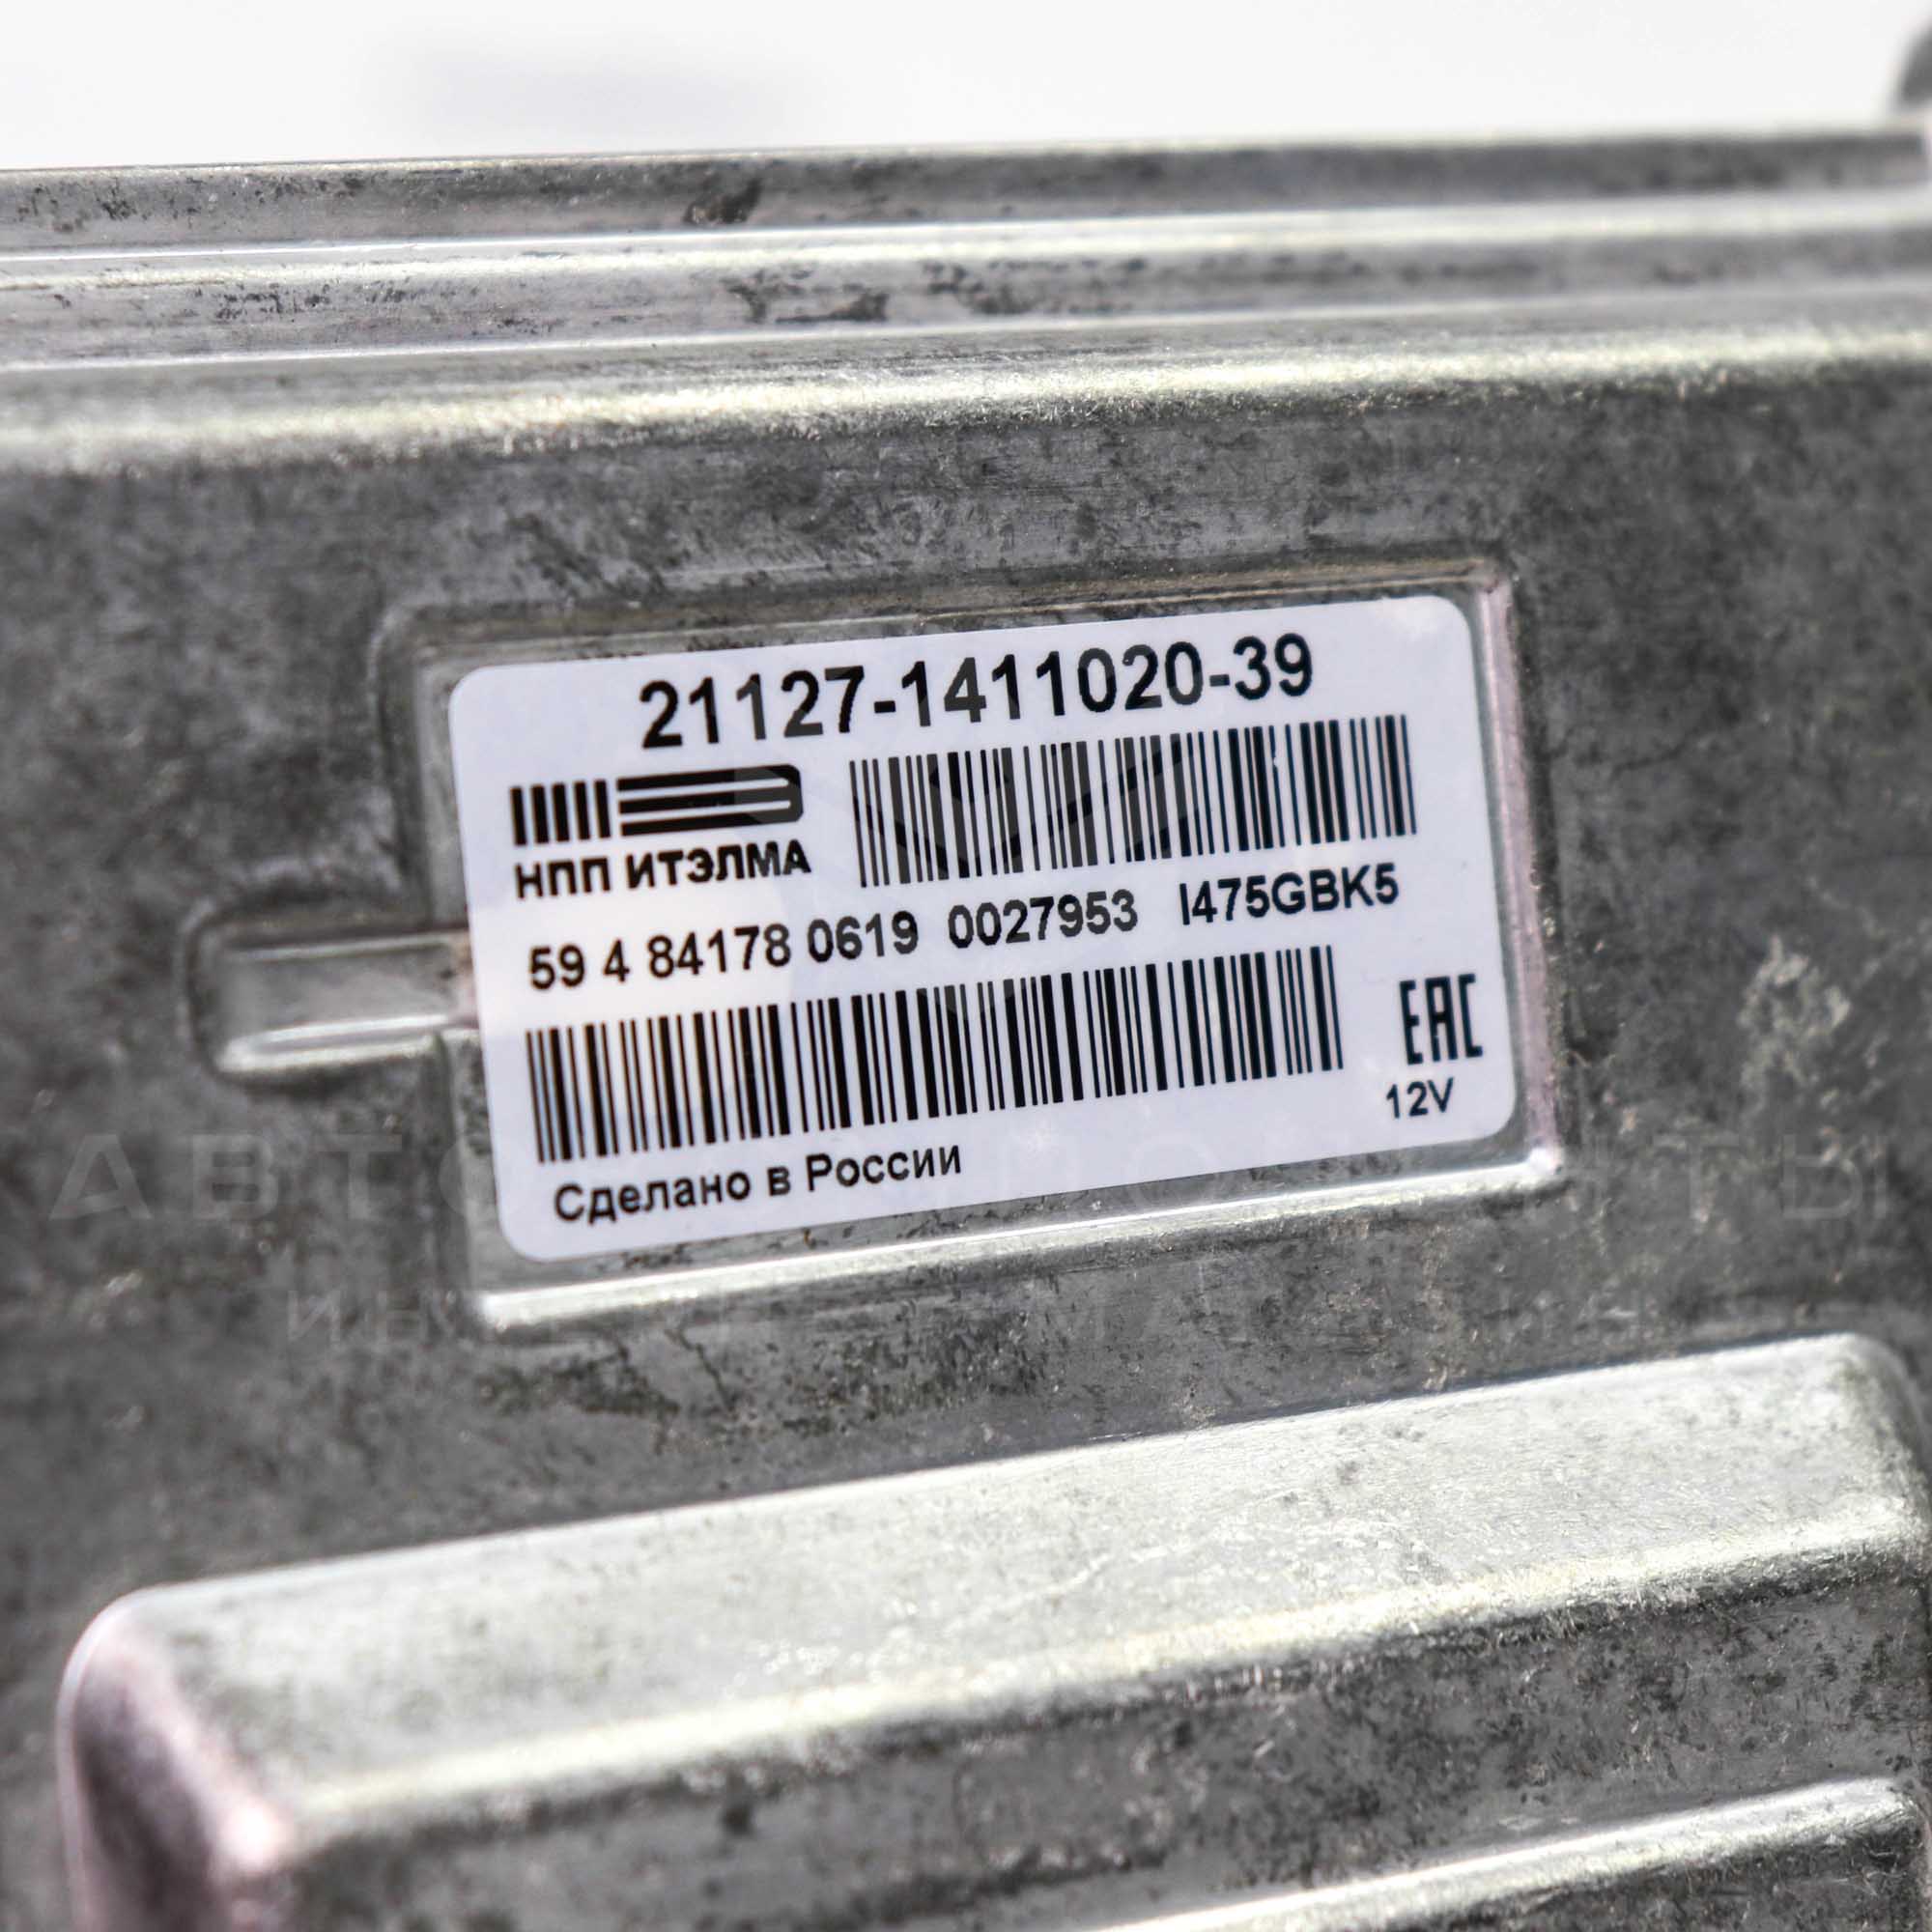 21127-1411020-39
НПП ИТЭЛМА
59 4 84178 0619 0027953 I475GBK5
EAC
12V
Сделано в России